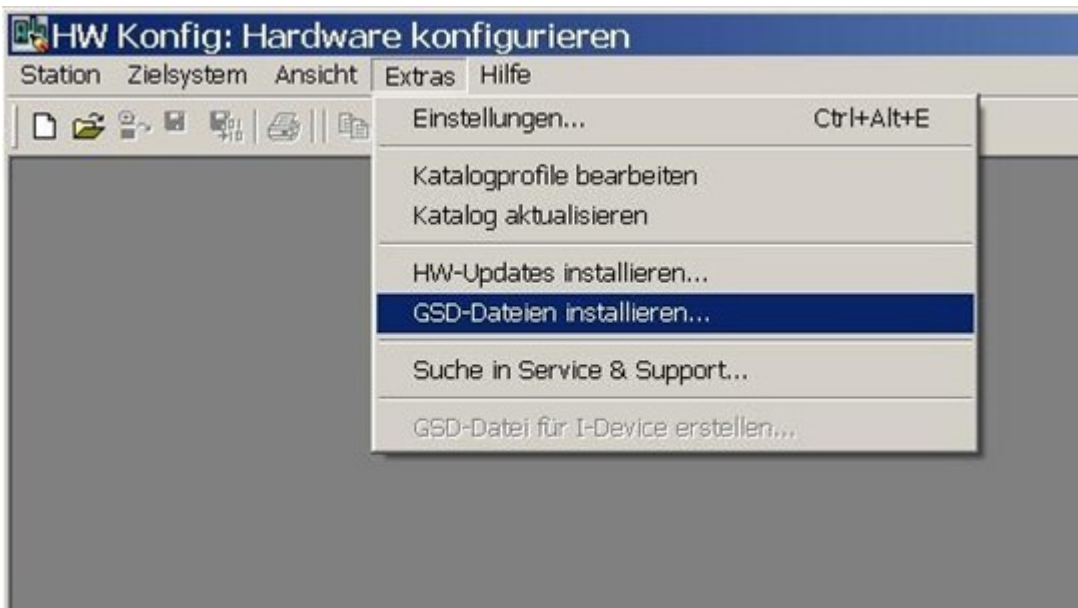 HW Konfig: Hardware konfigurieren
Station Zielsystem Ansicht Extras Hilfe
Einstellungen... Ctrl+Alt+E
Katalogprofile bearbeiten
Katalog aktualisieren
HW-Updates installieren...
GSD-Dateien installieren...
Suche in Service & Support...
GSD-Datei für I-Device erstellen...